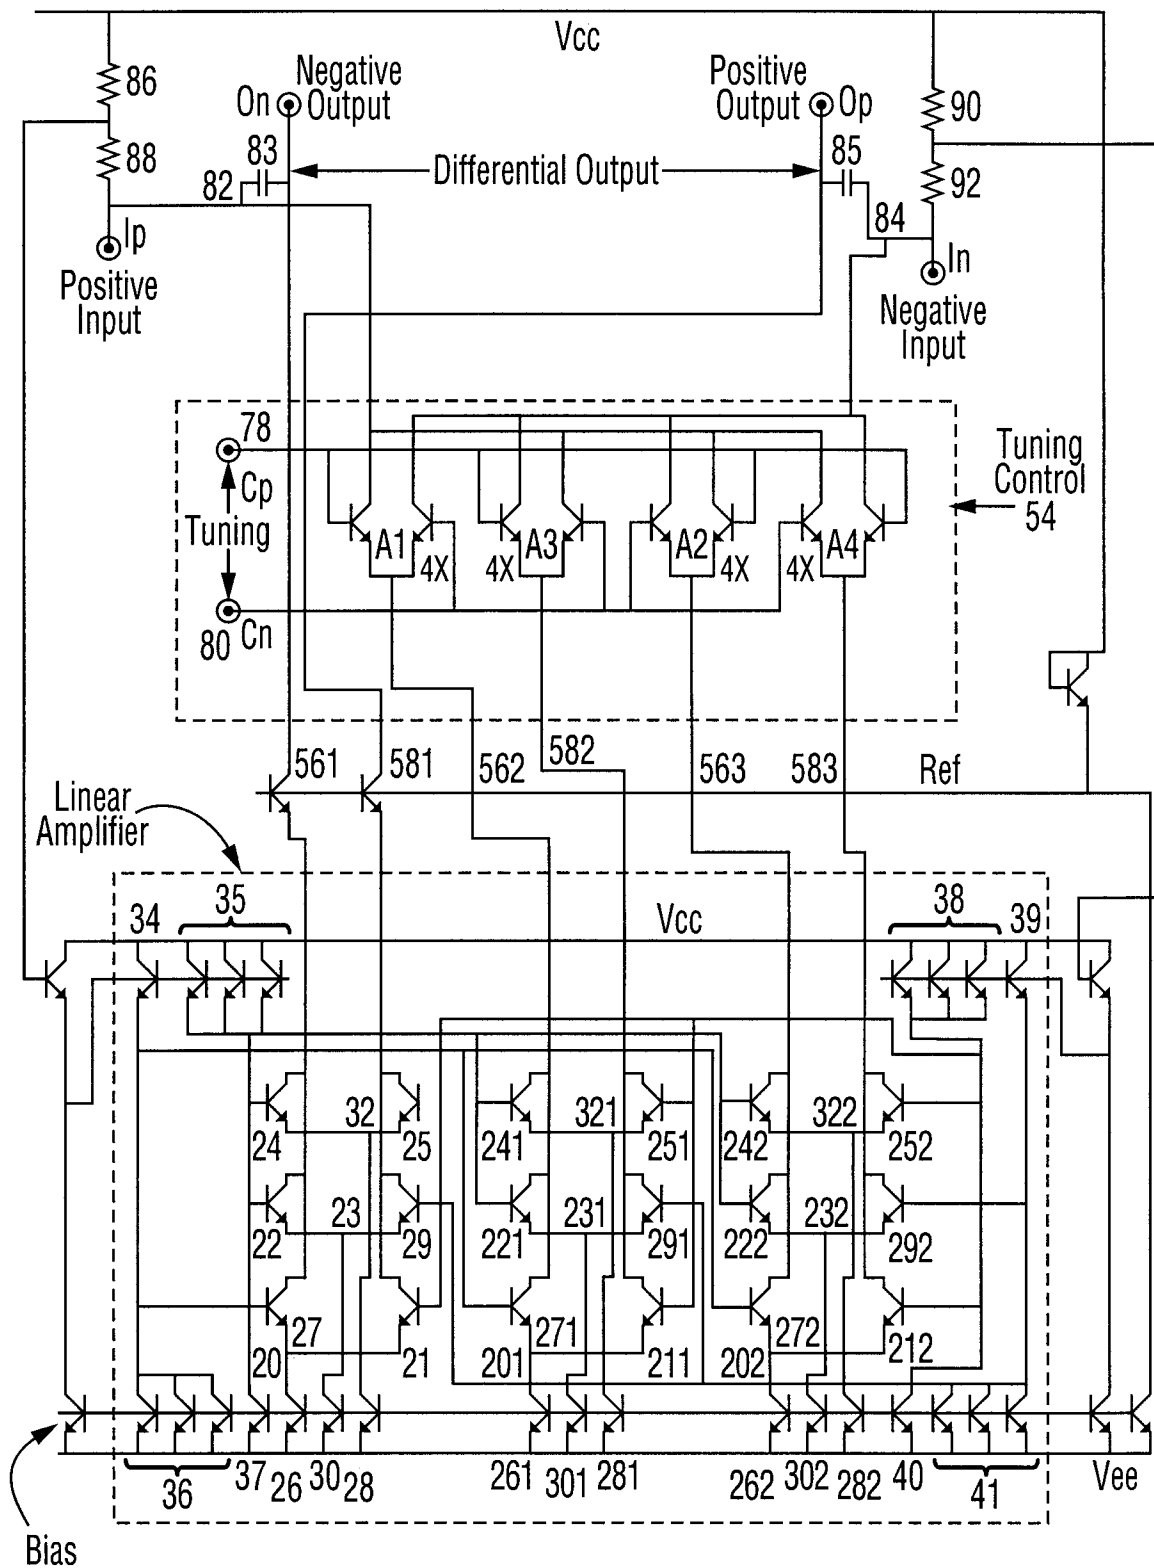 Vcc
86
On
Negative
Output
Positive
Output
Op
90
88
83
Differential Output
85
92
82
84
Ip
Positive
Input
In
Negative
Input
78
Cp
Tuning
80
Cn
A1
4X
4X
A3
A2
4X
4X
A4
Tuning
Control
54
561
581
562
582
563
583
Ref
Linear
Amplifier
34
35
Vcc
38
39
24
32
25
241
321
251
242
322
252
22
23
29
221
231
291
222
232
292
27
271
272
20
21
201
211
202
212
36
37
26
30
28
261
301
281
262
302
282
40
41
Vee
Bias